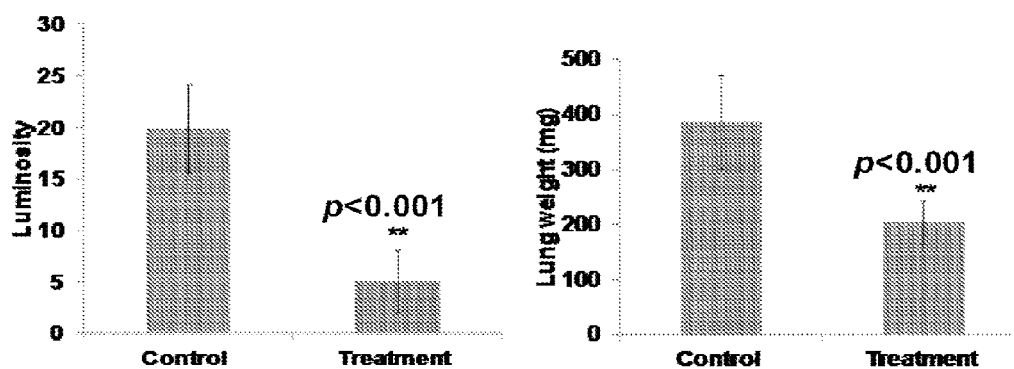 30
25
20
15
10
5
0
Luminosity
p<0.001
**
Control Treatment
500
400
300
200
100
0
Lung weight (mg)
p<0.001
**
Control Treatment